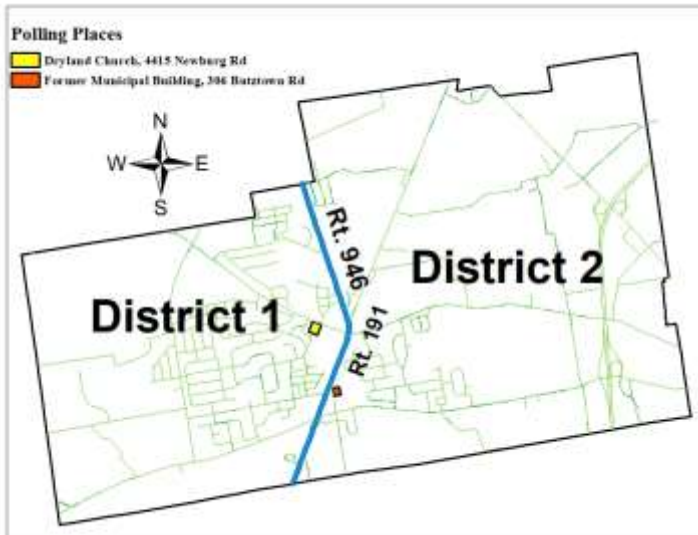 Polling Places
Dryland Church, 4415 Newburg Rd
Former Municipal Building, 306 Butztown Rd
N
W E
S
Rt. 946
District 2
District 1
Rt. 191